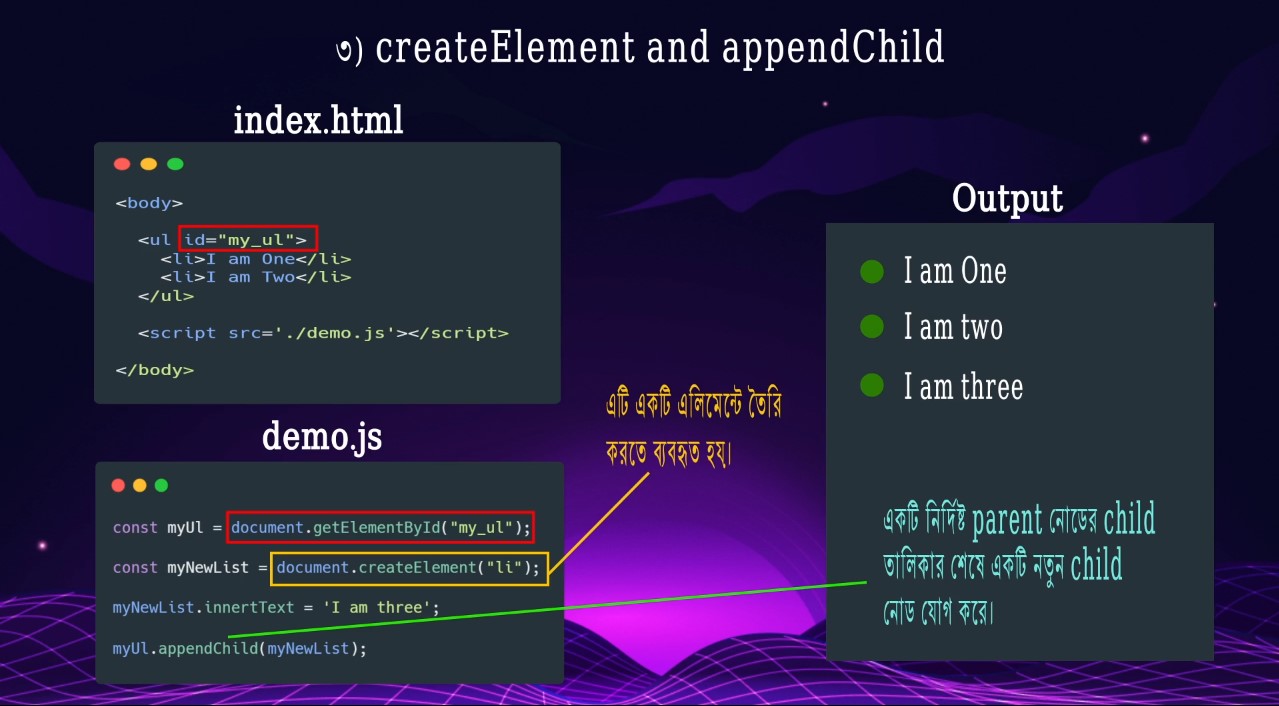 ৩) createElement and appendChild
index.html
<body>
<ul id="my_ul">
<li>I am One</li>
<li>I am Two</li>
</ul>
<script src='./demo.js'></script>
</body>
demo.js
const myUl = document.getElementById("my_ul");
const myNewList = document.createElement("li");
myNewList.innertText = 'I am three';
myUl.appendChild(myNewList);
এটি একটি এলিমেন্টে তৈরি
করতে ব্যবহৃত হয্।
Output
I am One
I am two
I am three
একটি নির্দিষ্ট parent নোডের child
তালিকার শেষে একটি নতুন child
নোড যোগ করে।